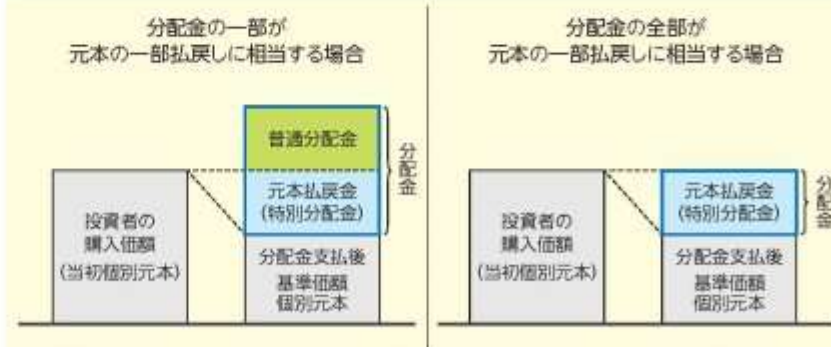 分配金の一部が
元本の一部払戻しに相当する場合
普通分配金
元本払戻金
(特別分配金)
分配金
投資者の
購入価額
(当初個別元本)
分配金支払後
基準価額
個別元本
分配金の全部が
元本の一部払戻しに相当する場合
元本払戻金
(特別分配金)
分配金
投資者の
購入価額
(当初個別元本)
分配金支払後
基準価額
個別元本